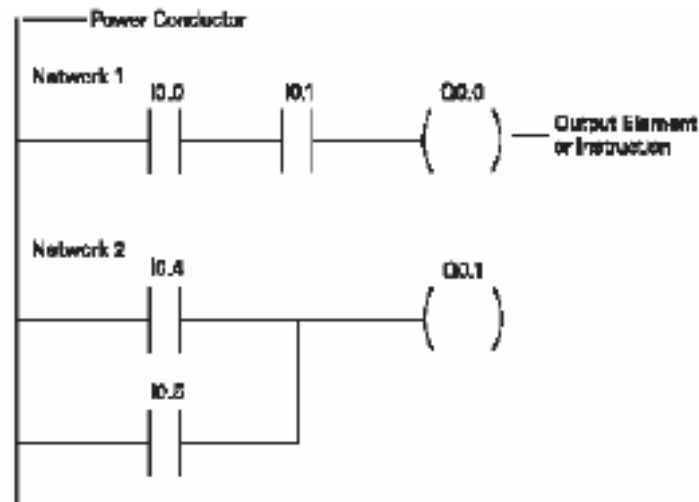 Power Conductor
Network 1
I0.0
I0.1
Q0.0
Output Element
or Instruction
Network 2
I0.4
Q0.1
I0.5